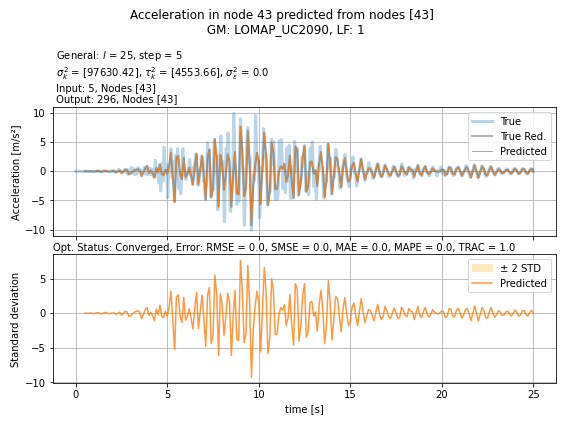 Acceleration in node 43 predicted from nodes [43]
GM: LOMAP_UC2090, LF: 1
General: l = 25, step = 5
σ²ₖ = [97630.42], τ²ₖ = [4553.66], σ²ε = 0.0
Input: 5, Nodes [43]
Output: 296, Nodes [43]
Acceleration [m/s²]
10
5
0
−5
−10
True
True Red.
Predicted
Opt. Status: Converged, Error: RMSE = 0.0, SMSE = 0.0, MAE = 0.0, MAPE = 0.0, TRAC = 1.0
Standard deviation
5
0
−5
−10
± 2 STD
Predicted
0 5 10 15 20 25
time [s]